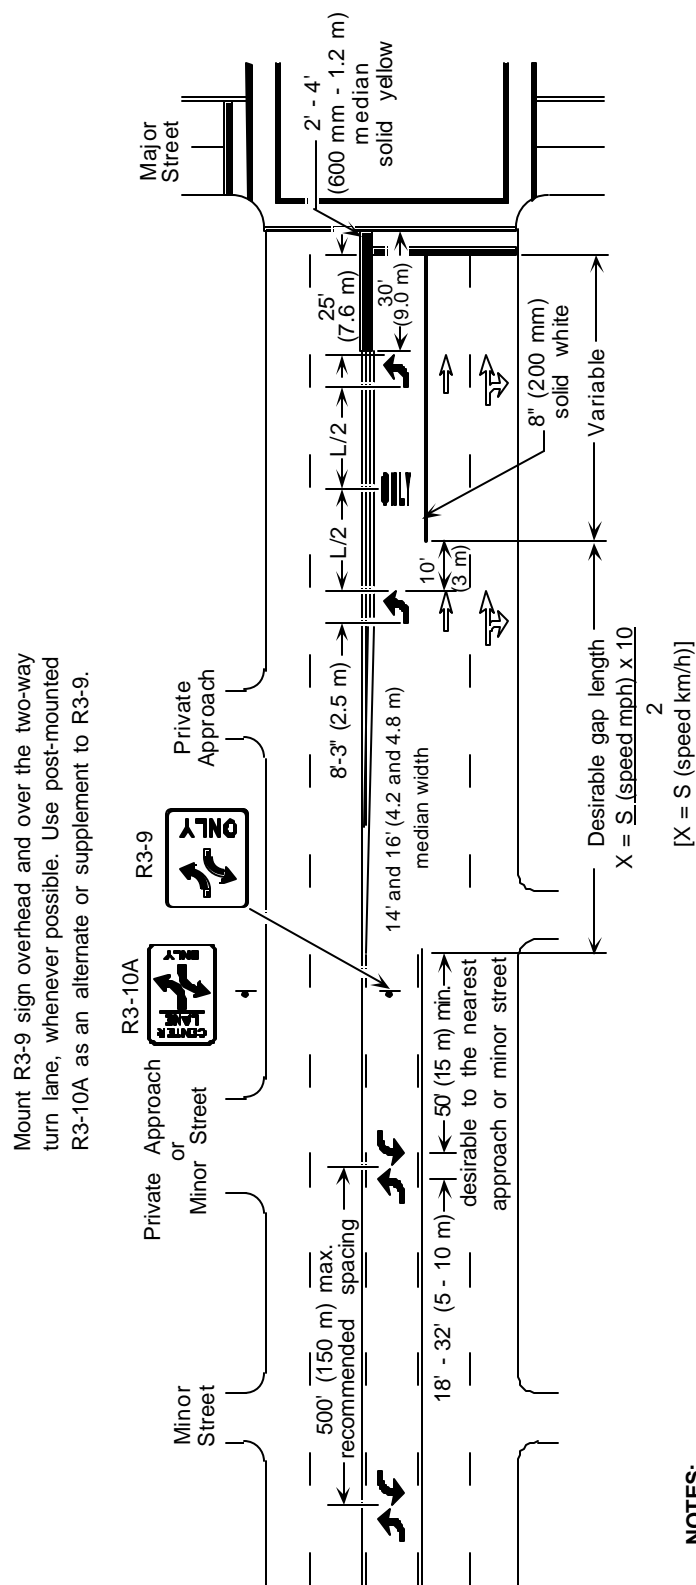 Mount R3-9 sign overhead and over the two-way
turn lane, whenever possible. Use post-mounted
R3-10A as an alternate or supplement to R3-9.
Minor
Street
Private Approach
or
Minor Street
R3-10A
CENTER
LANE
ONLY
R3-9
ONLY
Private
Approach
Major
Street
2' - 4'
(600 mm - 1.2 m)
median
solid yellow
500' (150 m) max.
recommended spacing
8'-3" (2.5 m)
L/2
L/2
25'
(7.6 m)
30'
(9.0 m)
14' and 16' (4.2 and 4.8 m)
median width
18' - 32' (5 - 10 m)
50' (15 m) min.
desirable to the nearest
approach or minor street
10'
(3 m)
8" (200 mm)
solid white
Variable
Desirable gap length
X = S (speed mph) x 10
2
[X = S (speed km/h)]
NOTES: